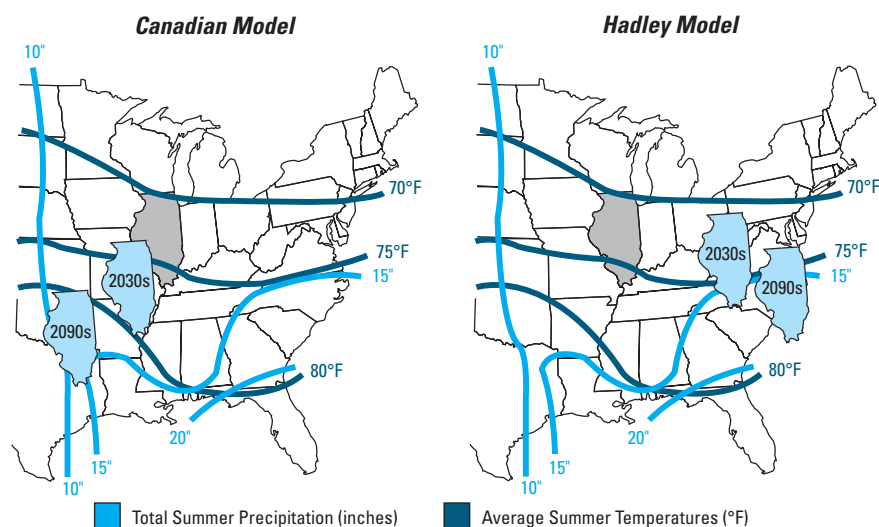 Canadian Model
10"
70°F
75°F
15"
2030s
2090s
80°F
20"
15"
10"
Hadley Model
10"
70°F
75°F
15"
2030s
2090s
80°F
20"
15"
10"
Total Summer Precipitation (inches)
Average Summer Temperatures (°F)